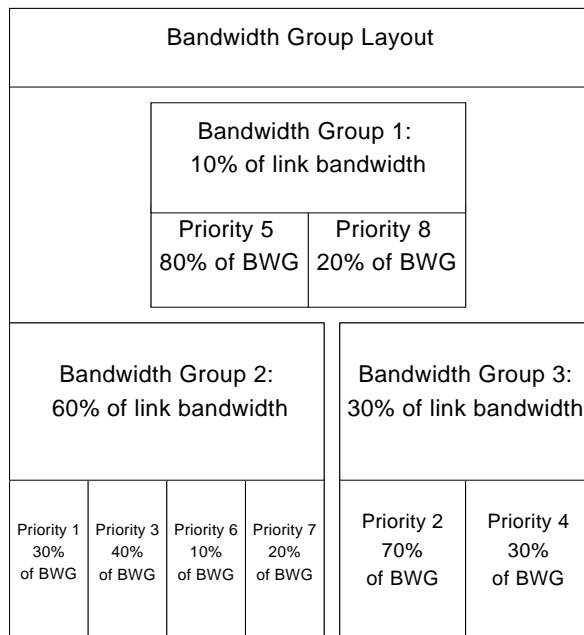 Bandwidth Group Layout
Bandwidth Group 1:
10% of link bandwidth
Priority 5
80% of BWG
Priority 8
20% of BWG
Bandwidth Group 2:
60% of link bandwidth
Priority 1
30%
of BWG
Priority 3
40%
of BWG
Priority 6
10%
of BWG
Priority 7
20%
of BWG
Bandwidth Group 3:
30% of link bandwidth
Priority 2
70%
of BWG
Priority 4
30%
of BWG